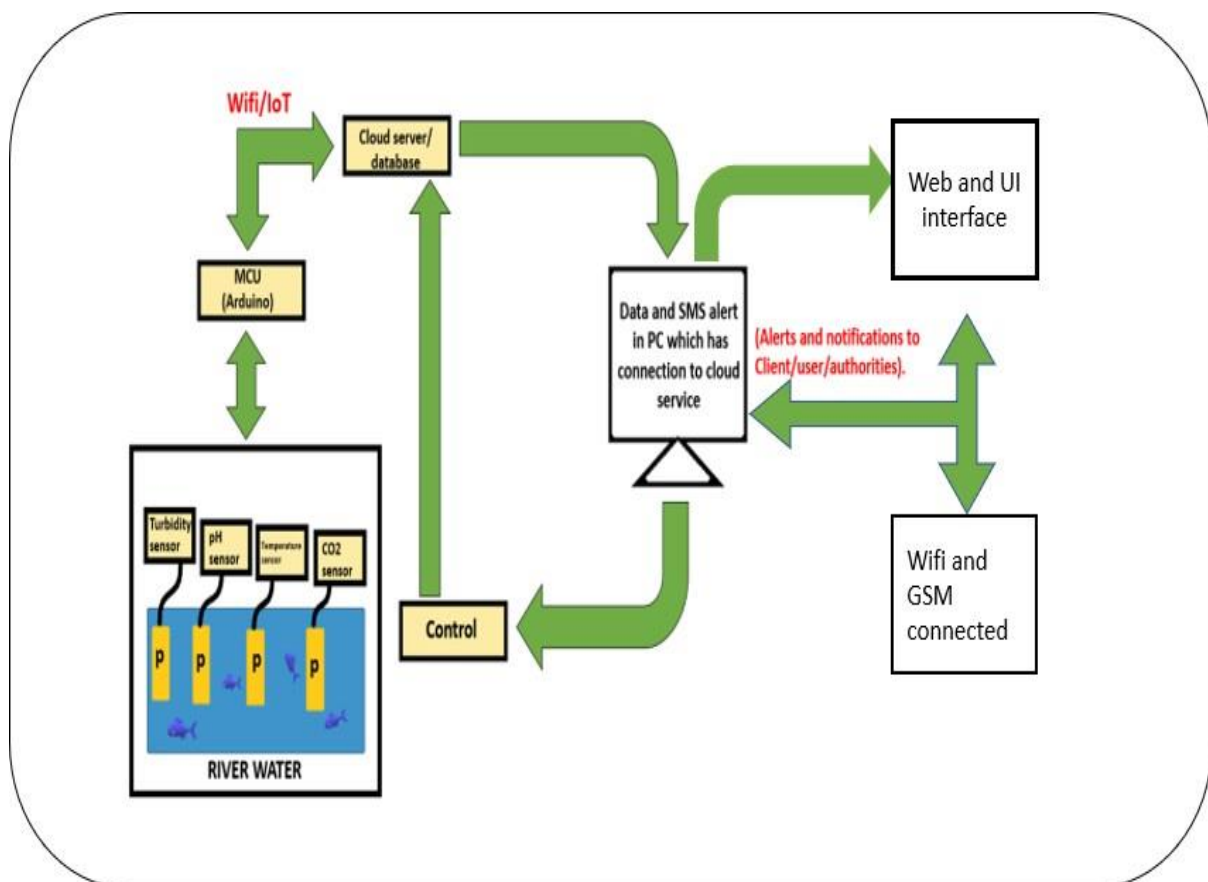 Wifi/IoT
Cloud server/
database
MCU
(Arduino)
Data and SMS alert
in PC which has
connection to cloud
service
Web and UI
interface
(Alerts and notifications to
Client/user/authorities).
Wifi and
GSM
connected
Control
Turbidity
sensor
pH
sensor
Temperature
sensor
CO2
sensor
P
P
P
P
RIVER WATER